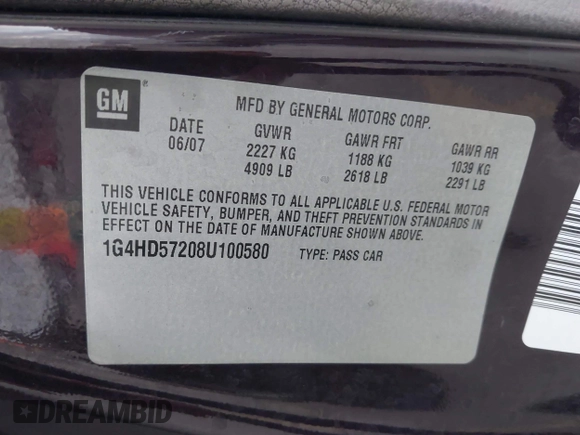 GM ®
MFD BY GENERAL MOTORS CORP.
DATE GVWR GAWR FRT GAWR RR
06/07 2227 KG 1188 KG 1039 KG
4909 LB 2618 LB 2291 LB
THIS VEHICLE CONFORMS TO ALL APPLICABLE U.S. FEDERAL MOTOR
VEHICLE SAFETY, BUMPER, AND THEFT PREVENTION STANDARDS IN
EFFECT ON THE DATE OF MANUFACTURE SHOWN ABOVE.
1G4HD57208U100580 TYPE: PASS CAR
DREAMBID